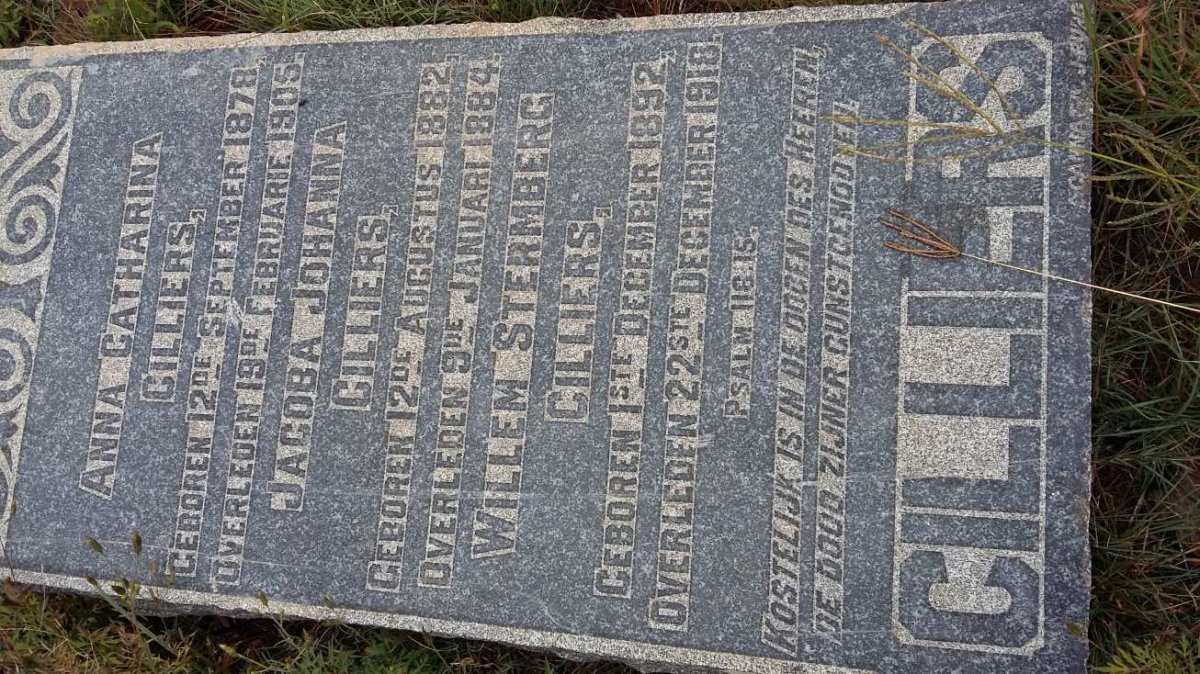 ANNA CATHARINA
CILLIERS,
GEBOREN 12DE SEPTEMBER 1878,
OVERLEDEN 19DE FEBRUARIE 1905.
JACOBA JOHANNA
CILLIERS,
GEBOREN 12DE AUGUSTUS 1882,
OVERLEDEN 9DE JANUARI 1884.
WILLEM STERMBERG
CILLIERS,
GEBOREN 1STE DECEMBER 1892,
OVERLEDEN 22STE DECEMBER 1918.
PSALM 116:15.
KOSTELIJK IS IN DE OOGEN DES HEEREN,
DE DOOD ZIJNER GUNSTGENOOTEN
CILLIERS